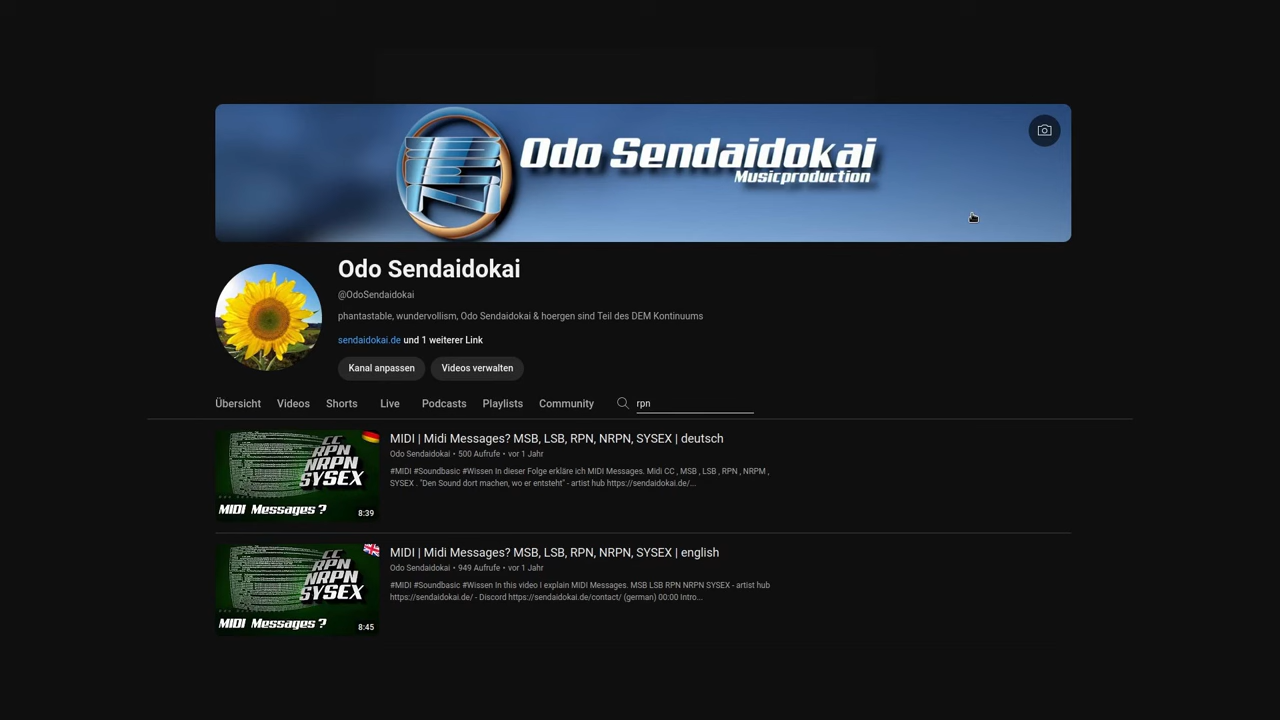 Odo Sendaidokai
Musicproduction
Odo Sendaidokai
@OdoSendaidokai
phantastable, wundervollism, Odo Sendaidokai & hoergen sind Teil des DEM Kontinuums
sendaidokai.de und 1 weiterer Link
Kanal anpassen Videos verwalten
Übersicht Videos Shorts Live Podcasts Playlists Community rpn
CC
RPN
NRPN
SYSEX
MIDI Messages?
8:39
MIDI | Midi Messages? MSB, LSB, RPN, NRPN, SYSEX | deutsch
Odo Sendaidokai • 500 Aufrufe • vor 1 Jahr
#MIDI #Soundbasic #Wissen In dieser Folge erkläre ich MIDI Messages. Midi CC , MSB , LSB , RPN , NRPM ,
SYSEX . "Den Sound dort machen, wo er entsteht" - artist hub https://sendaidokai.de/...
CC
RPN
NRPN
SYSEX
MIDI Messages?
8:45
MIDI | Midi Messages? MSB, LSB, RPN, NRPN, SYSEX | english
Odo Sendaidokai • 949 Aufrufe • vor 1 Jahr
#MIDI #Soundbasic #Wissen In this video I explain MIDI Messages. MSB LSB RPN NRPN SYSEX - artist hub
https://sendaidokai.de/ - Discord https://sendaidokai.de/contact/ (german) 00:00 Intro...